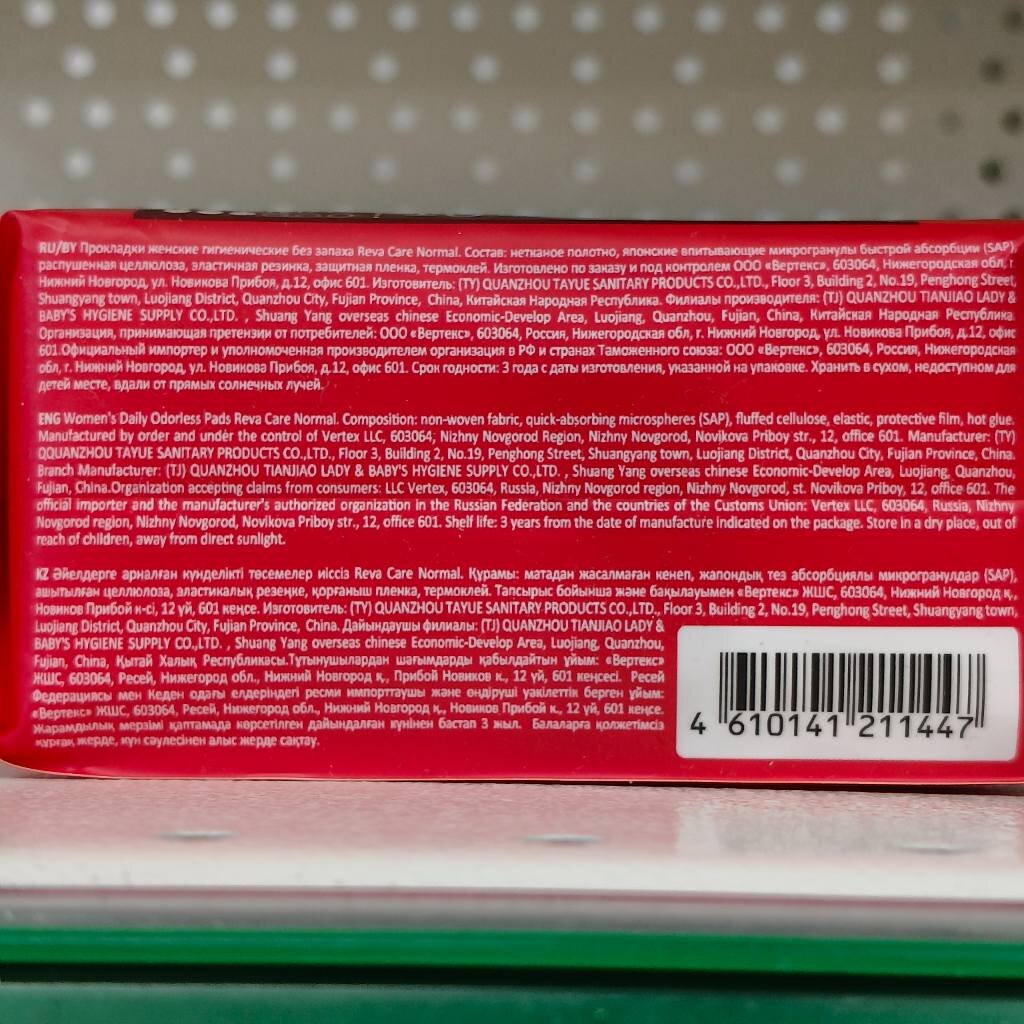 RU/BY Прокладки женские гигиенические без запаха Reva Care Normal. Состав: нетканое полотно, японские впитывающие микрогранулы быстрой абсорбции (SAP),
распушенная целлюлоза, эластичная резинка, защитная пленка, термоклей. Изготовлено по заказу и под контролем ООО «Вертекс», 603064, Нижегородская обл, г
Нижний Новгород, ул. Новикова Прибоя, д.12, офис 601. Изготовитель: (TY) QUANZHOU TAYUE SANITARY PRODUCTS CO.,LTD., Floor 3, Building 2, No.19, Penghong Street,
Shuangyang town, Luojiang District, Quanzhou City, Fujian Province, China, Китайская Народная Республика. Филиалы производителя: (TJ) QUANZHOU TIANJIAO LADY &
BABY'S HYGIENE SUPPLY CO.,LTD. , Shuang Yang overseas chinese Economic-Develop Area, Luojiang, Quanzhou, Fujian, China, Китайская Народная Республика.
Организация, принимающая претензии от потребителей: ООО «Вертекс», 603064, Россия, Нижегородская обл, г. Нижний Новгород, ул. Новикова Прибоя, д.12, офис
601.Официальный импортер и уполномоченная производителем организация в РФ и странах Таможенного союза: ООО «Вертекс», 603064, Россия, Нижегородская
обл, г. Нижний Новгород, ул. Новикова Прибоя, д.12, офис 601. Срок годности: 3 года с даты изготовления, указанной на упаковке. Хранить в сухом, недоступном для
детей месте, вдали от прямых солнечных лучей.
ENG Women's Daily Odorless Pads Reva Care Normal. Composition: non-woven fabric, quick-absorbing microspheres (SAP), fluffed cellulose, elastic, protective film, hot glue.
Manufactured by order and under the control of Vertex LLC, 603064, Nizhny Novgorod Region, Nizhny Novgorod, Novikova Priboy str., 12, office 601. Manufacturer: (TY)
QQUANZHOU TAYUE SANITARY PRODUCTS CO.,LTD., Floor 3, Building 2, No.19, Penghong Street, Shuangyang town, Luojiang District, Quanzhou City, Fujian Province, China.
Branch Manufacturer: (TJ) QUANZHOU TIANJIAO LADY & BABY'S HYGIENE SUPPLY CO.,LTD. , Shuang Yang overseas chinese Economic-Develop Area, Luojiang, Quanzhou,
Fujian, China.Organization accepting claims from consumers: LLC Vertex, 603064, Russia, Nizhny Novgorod region, Nizhny Novgorod, st. Novikova Priboy, 12, office 601. The
official importer and the manufacturer's authorized organization in the Russian Federation and the countries of the Customs Union: Vertex LLC, 603064, Russia, Nizhny
Novgorod region, Nizhny Novgorod, Novikova Priboy str., 12, office 601. Shelf life: 3 years from the date of manufacture indicated on the package. Store in a dry place, out of
reach of children, away from direct sunlight.
KZ Әйелдерге арналған күнделікті төсемелер иіссіз Reva Care Normal. Құрамы: матадан жасалмаған кенеп, жапондық тез абсорбциялы микрогранулдар (SAP),
ашытылған целлюлоза, эластикалық резеңке, қорғаныш пленка, термоклей. Тапсырыс бойынша және бақылауымен «Вертекс» ЖШС, 603064, Нижний Новгород қ.,
Новиков Прибой к-сі, 12 үй, 601 кеңсе. Изготовитель: (TY) QUANZHOU TAYUE SANITARY PRODUCTS CO.,LTD., Floor 3, Building 2, No.19, Penghong Street, Shuangyang town,
Luojiang District, Quanzhou City, Fujian Province, China. Дайындаушы филиалы: (TJ) QUANZHOU TIANJIAO LADY &
BABY'S HYGIENE SUPPLY CO.,LTD. , Shuang Yang overseas chinese Economic-Develop Area, Luojiang, Quanzhou,
Fujian, China, Қытай Халық Республикасы.Тұтынушылардан шағымдарды қабылдайтын ұйым: «Вертекс»
ЖШС, 603064, Ресей, Нижегород обл., Нижний Новгород қ., Прибой Новиков к., 12 үй, 601 кеңсесі. Ресей
Федерациясы мен Кеден одағы елдеріндегі ресми импорттаушы және өндіруші уәкілеттік берген ұйым:
«Вертекс» ЖШС, 603064, Ресей, Нижегород обл., Нижний Новгород қ., Новиков Прибой к., 12 үй, 601 кеңсе.
Жарамдылық мерзімі қаптамада көрсетілген дайындалған күнінен бастап 3 жыл. Балаларға қолжетімсіз
құрғақ жерде, күн сәулесінен алыс жерде сақтау.
4 610141 211447